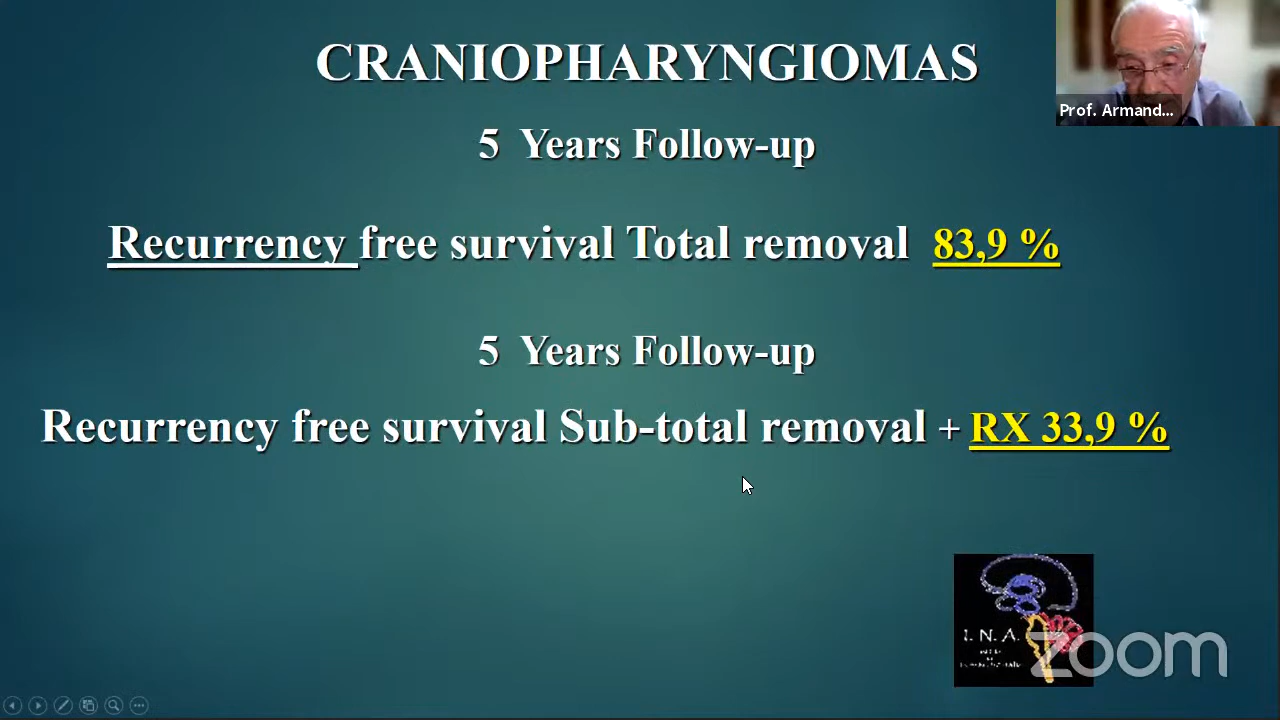 CRANIOPHARYNGIOMAS
Prof. Armand...
5 Years Follow-up
Recurrency free survival Total removal 83,9 %
5 Years Follow-up
Recurrency free survival Sub-total removal + RX 33,9 %
I. N. A.
zoom